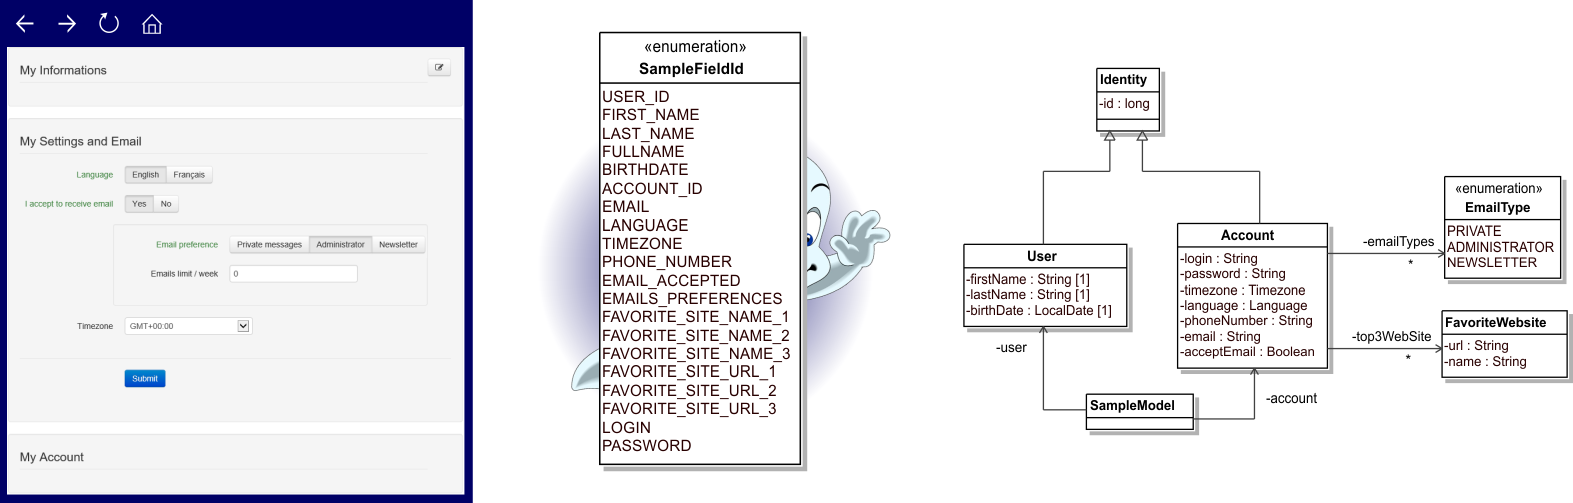 My Informations
My Settings and Email
Language English Français
I accept to receive email Yes No
Email preference Private messages Administrator Newsletter
Emails limit / week 0
Timezone GMT+00:00
Submit
My Account
«enumeration»
SampleFieldId
USER_ID
FIRST_NAME
LAST_NAME
FULLNAME
BIRTHDATE
ACCOUNT_ID
EMAIL
LANGUAGE
TIMEZONE
PHONE_NUMBER
EMAIL_ACCEPTED
EMAILS_PREFERENCES
FAVORITE_SITE_NAME_1
FAVORITE_SITE_NAME_2
FAVORITE_SITE_NAME_3
FAVORITE_SITE_URL_1
FAVORITE_SITE_URL_2
FAVORITE_SITE_URL_3
LOGIN
PASSWORD
Identity
-id : long
User
-firstName : String [1]
-lastName : String [1]
-birthDate : LocalDate [1]
-user
Account
-login : String
-password : String
-timezone : Timezone
-language : Language
-phoneNumber : String
-email : String
-acceptEmail : Boolean
-account
SampleModel
-emailTypes
*
«enumeration»
EmailType
PRIVATE
ADMINISTRATOR
NEWSLETTER
-top3WebSite
*
FavoriteWebsite
-url : String
-name : String